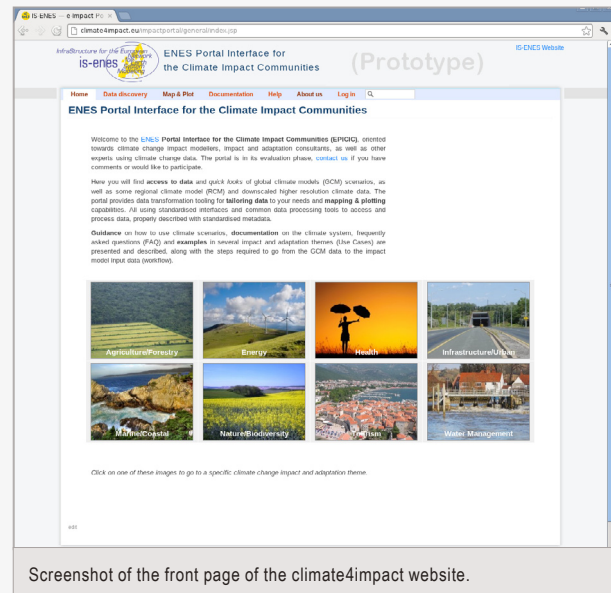 IS-ENES — e Impact Po
climate4impact.eu/impactportal/general/index.jsp
InfraStructure for the European
Network
for
Earth
System
Modelling
is-enes
ENES Portal Interface for
the Climate Impact Communities
(Prototype)
IS-ENES Website
Home Data discovery Map & Plot Documentation Help About us Log in
ENES Portal Interface for the Climate Impact Communities
Welcome to the ENES Portal Interface for the Climate Impact Communities (EPICIC), oriented
towards climate change impact modellers, impact and adaptation consultants, as well as other
experts using climate change data. The portal is in its evaluation phase, contact us if you have
comments or would like to participate.
Here you will find access to data and quick looks of global climate models (GCM) scenarios, as
well as some regional climate model (RCM) and downscaled higher resolution climate data. The
portal provides data transformation tooling for tailoring data to your needs and mapping & plotting
capabilities. All using standardised interfaces and common data processing tools to access and
process data, properly described with standardised metadata.
Guidance on how to use climate scenarios, documentation on the climate system, frequently
asked questions (FAQ) and examples in several impact and adaptation themes (Use Cases) are
presented and described, along with the steps required to go from the GCM data to the impact
model input data (workflow).
Agriculture/Forestry Energy Health Infrastructure/Urban
Marine/Coastal Nature/Biodiversity Tourism Water Management
Click on one of these images to go to a specific climate change impact and adaptation theme.
edit
Screenshot of the front page of the climate4impact website.